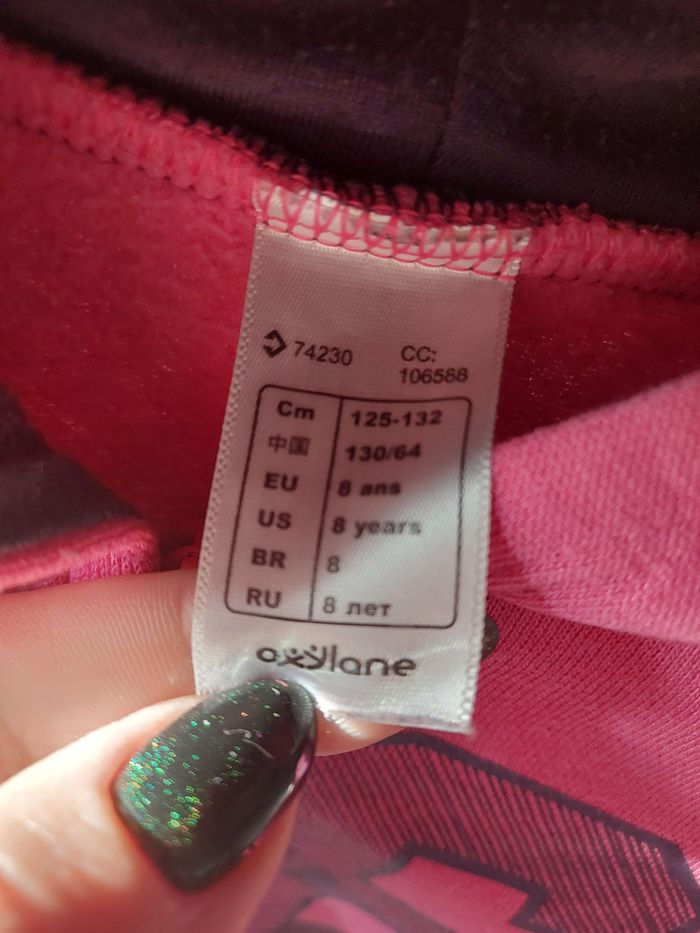 74230 CC:
106588
Cm 125-132
中国 130/64
EU 8 ans
US 8 years
BR 8
RU 8 лет
oxylane